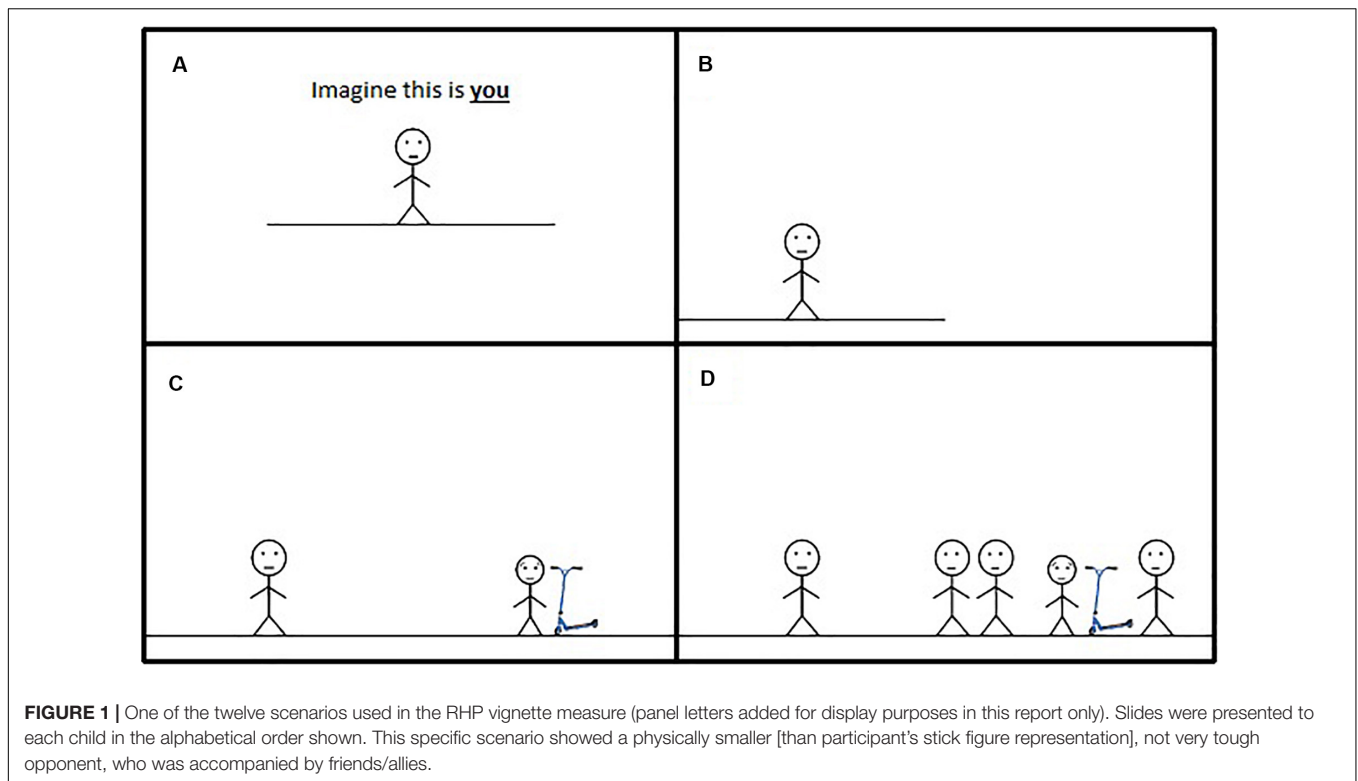 A
Imagine this is you
B
C
D
FIGURE 1 | One of the twelve scenarios used in the RHP vignette measure (panel letters added for display purposes in this report only). Slides were presented to
each child in the alphabetical order shown. This specific scenario showed a physically smaller [than participant's stick figure representation], not very tough
opponent, who was accompanied by friends/allies.